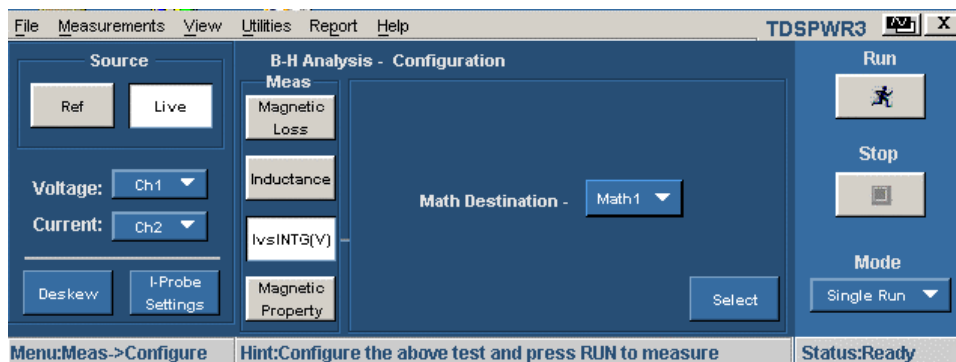 File Measurements View Utilities Report Help
TDSPWR3
X
Source
Ref
Live
Voltage:
Ch1
Current:
Ch2
Deskew
I-Probe
Settings
B-H Analysis - Configuration
Meas
Magnetic
Loss
Inductance
IvsINTG(V)
Magnetic
Property
Math Destination -
Math1
Select
Run
Stop
Mode
Single Run
Menu:Meas->Configure
Hint:Configure the above test and press RUN to measure
Status:Ready